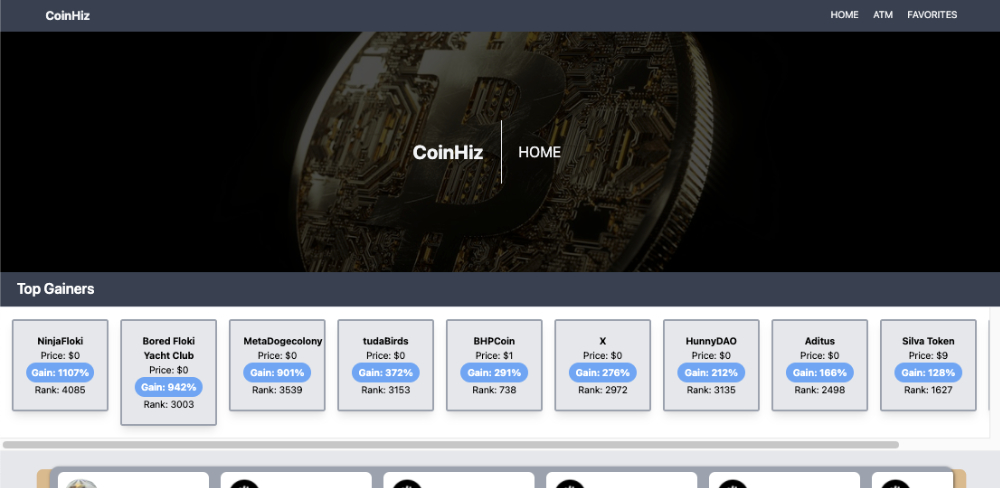 CoinHiz
HOME ATM FAVORITES
CoinHiz
HOME
Top Gainers
NinjaFloki
Price: $0
Gain: 1107%
Rank: 4085
Bored Floki
Yacht Club
Price: $0
Gain: 942%
Rank: 3003
MetaDogecolony
Price: $0
Gain: 901%
Rank: 3539
tudaBirds
Price: $0
Gain: 372%
Rank: 3153
BHPCoin
Price: $1
Gain: 291%
Rank: 738
X
Price: $0
Gain: 276%
Rank: 2972
HunnyDAO
Price: $0
Gain: 212%
Rank: 3135
Aditus
Price: $0
Gain: 166%
Rank: 2498
Silva Token
Price: $9
Gain: 128%
Rank: 1627